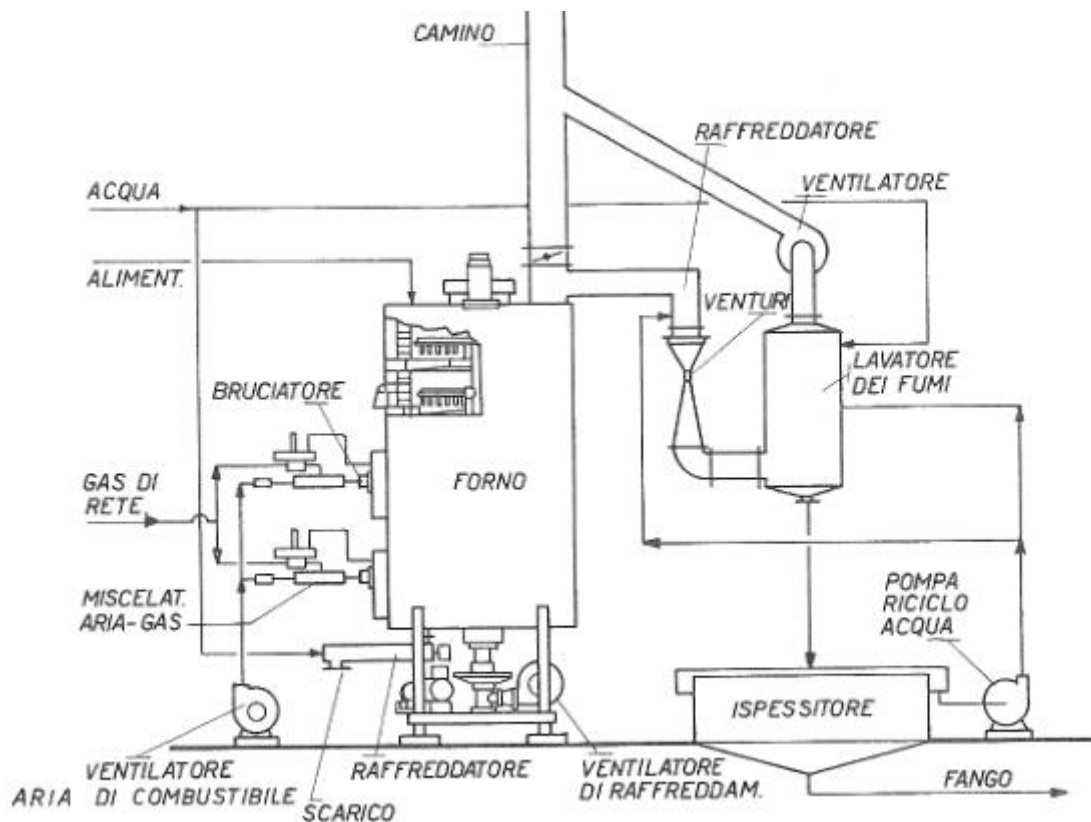 CAMINO
RAFFREDDATORE
VENTILATORE
ACQUA
ALIMENT.
VENTURI
LAVATORE
DEI FUMI
BRUCIATORE
FORNO
GAS DI
RETE
MISCELAT.
ARIA-GAS
POMPA
RICICLO
ACQUA
ISPESSITORE
VENTILATORE
ARIA DI COMBUSTIBILE
SCARICO
RAFFREDDATORE
VENTILATORE
DI RAFFREDDAM.
FANGO